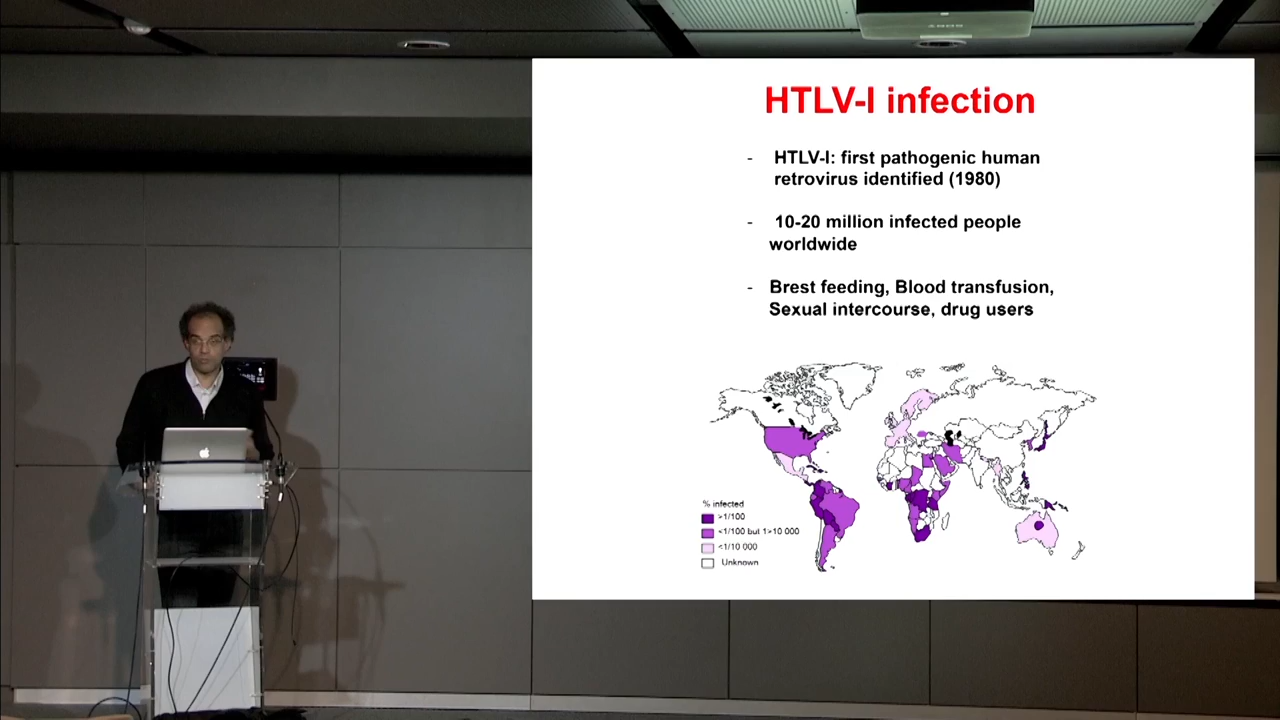 SONY
HTLV-I infection
- HTLV-I: first pathogenic human
retrovirus identified (1980)
- 10-20 million infected people
worldwide
- Brest feeding, Blood transfusion,
Sexual intercourse, drug users
% infected
>1/100
<1/100 but 1>10 000
<1/10 000
Unknown